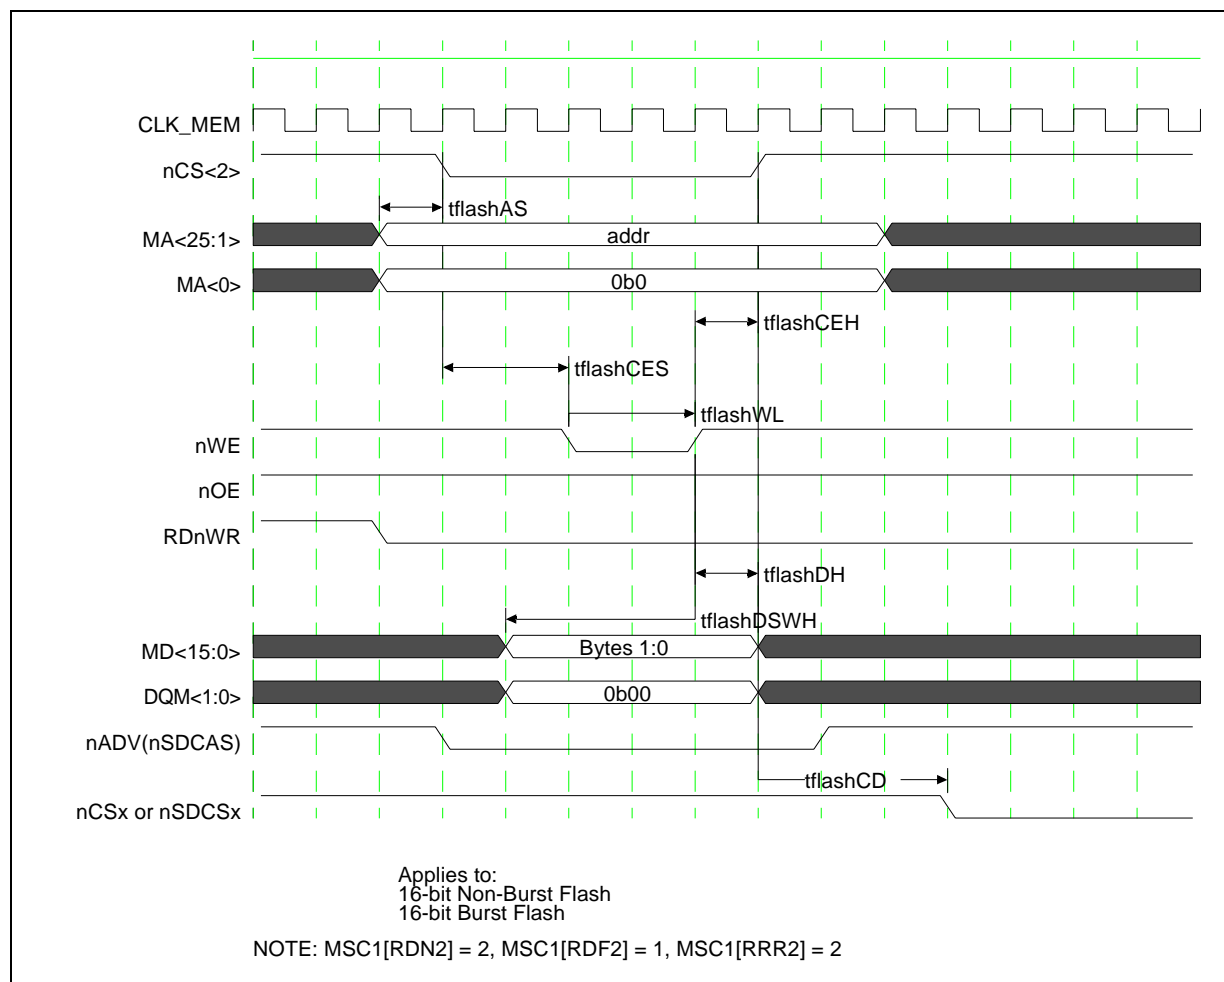 CLK_MEM
nCS<2>
tflashAS
MA<25:1>
addr
MA<0>
0b0
tflashCEH
tflashCES
tflashWL
nWE
nOE
RDnWR
tflashDH
tflashDSWH
MD<15:0>
Bytes 1:0
DQM<1:0>
0b00
nADV(nSDCAS)
tflashCD
nCSx or nSDCSx
Applies to:
16-bit Non-Burst Flash
16-bit Burst Flash
NOTE: MSC1[RDN2] = 2, MSC1[RDF2] = 1, MSC1[RRR2] = 2